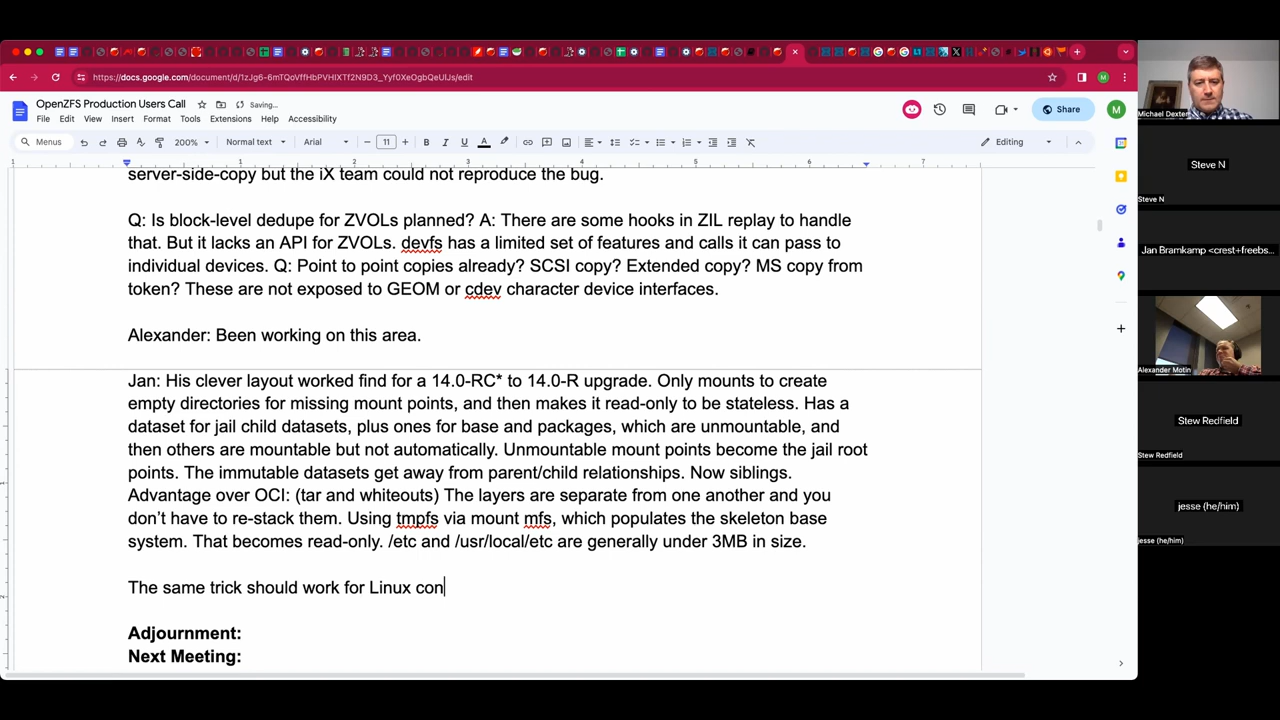 https://docs.google.com/document/d/1zJg6-6mTQoVffHbPVHIXTf2N9D3_Yyf0XeOgbQeUIJs/edit
OpenZFS Production Users Call
Saving...
File Edit View Insert Format Tools Extensions Help Accessibility
Share
Menus
200%
Normal text
Arial
11
Editing
server-side-copy but the iX team could not reproduce the bug.
Q: Is block-level dedupe for ZVOLs planned? A: There are some hooks in ZIL replay to handle
that. But it lacks an API for ZVOLs. devfs has a limited set of features and calls it can pass to
individual devices. Q: Point to point copies already? SCSI copy? Extended copy? MS copy from
token? These are not exposed to GEOM or cdev character device interfaces.
Alexander: Been working on this area.
Jan: His clever layout worked find for a 14.0-RC* to 14.0-R upgrade. Only mounts to create
empty directories for missing mount points, and then makes it read-only to be stateless. Has a
dataset for jail child datasets, plus ones for base and packages, which are unmountable, and
then others are mountable but not automatically. Unmountable mount points become the jail root
points. The immutable datasets get away from parent/child relationships. Now siblings.
Advantage over OCI: (tar and whiteouts) The layers are separate from one another and you
don't have to re-stack them. Using tmpfs via mount mfs, which populates the skeleton base
system. That becomes read-only. /etc and /usr/local/etc are generally under 3MB in size.
The same trick should work for Linux con
Adjournment:
Next Meeting:
Michael Dexter
Steve N
Steve N
Jan Bramkamp <crest+freebs...
Alexander Motin
Stew Redfield
Stew Redfield
jesse (he/him)
jesse (he/him)